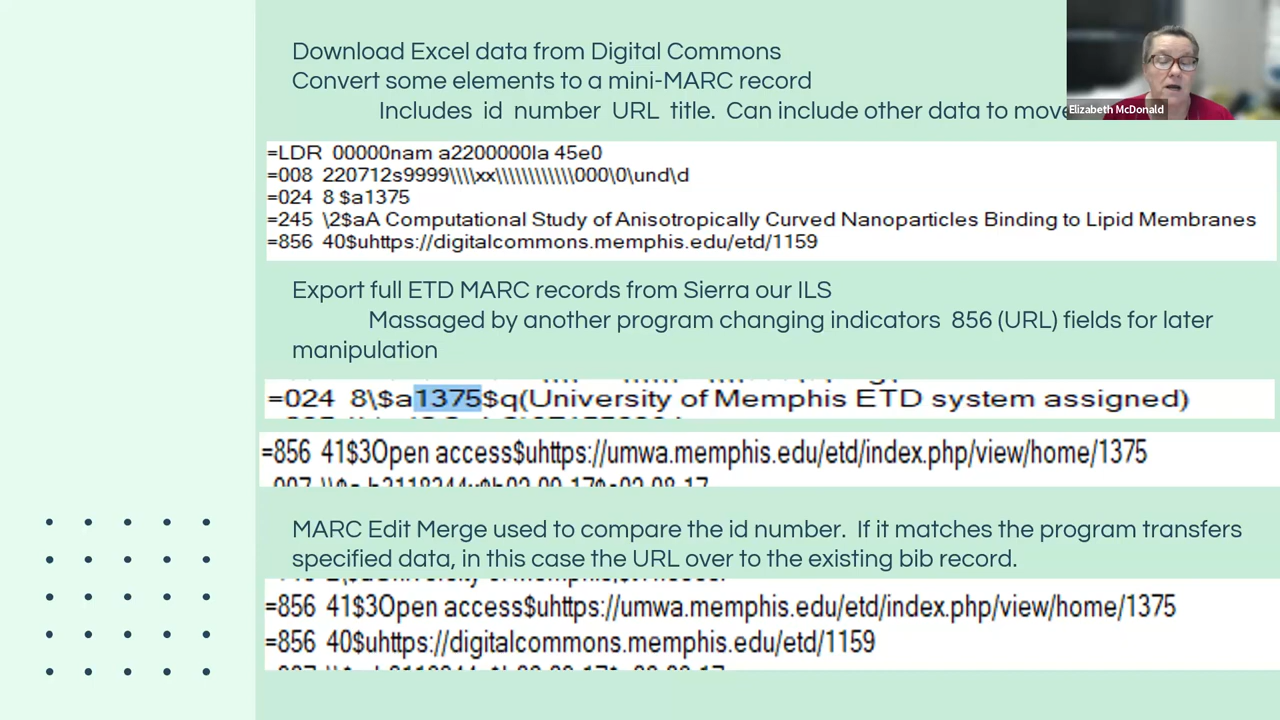 Download Excel data from Digital Commons
Convert some elements to a mini-MARC record
Includes id number URL title. Can include other data to move
Elizabeth McDonald
=LDR 00000nam a2200000Ia 45e0
=008 220712s9999\\\\xx\\\\\\\\\\\\000\0\und\d
=024 8 $a1375
=245 \2$aA Computational Study of Anisotropically Curved Nanoparticles Binding to Lipid Membranes
=856 40$uhttps://digitalcommons.memphis.edu/etd/1159
Export full ETD MARC records from Sierra our ILS
Massaged by another program changing indicators 856 (URL) fields for later
manipulation
=024 8\$a1375$q(University of Memphis ETD system assigned)
=856 41$3Open access$uhttps://umwa.memphis.edu/etd/index.php/view/home/1375
MARC Edit Merge used to compare the id number. If it matches the program transfers
specified data, in this case the URL over to the existing bib record.
=856 41$3Open access$uhttps://umwa.memphis.edu/etd/index.php/view/home/1375
=856 40$uhttps://digitalcommons.memphis.edu/etd/1159